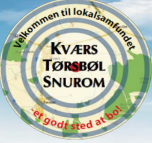 Velkommen til lokalsamfundet
KVÆRS
TØRSBØL
SNUROM
-et godt sted at bo!